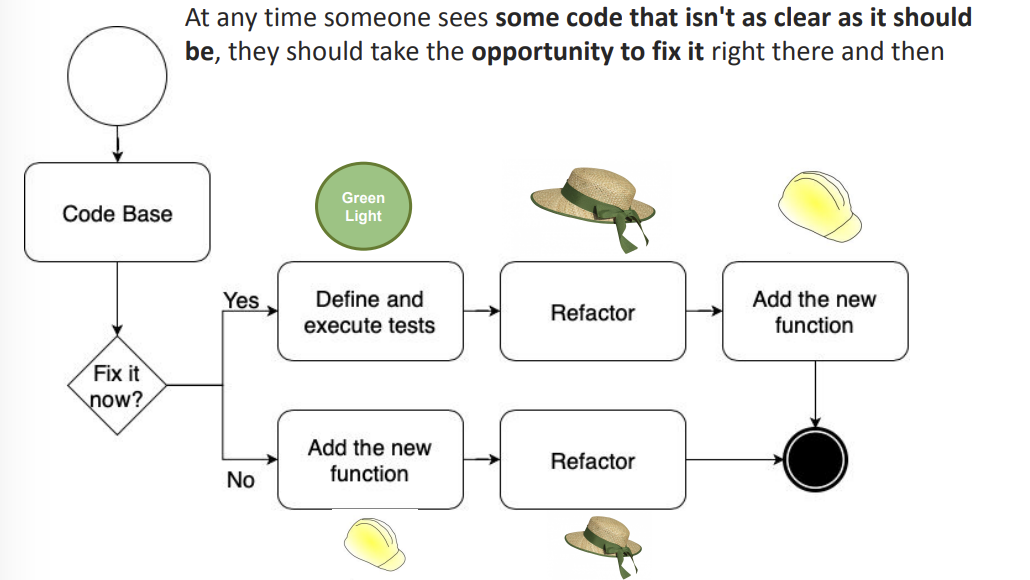 At any time someone sees some code that isn't as clear as it should
be, they should take the opportunity to fix it right there and then
Code Base
Green
Light
Yes
Define and
execute tests
Refactor
Add the new
function
Fix it
now?
No
Add the new
function
Refactor